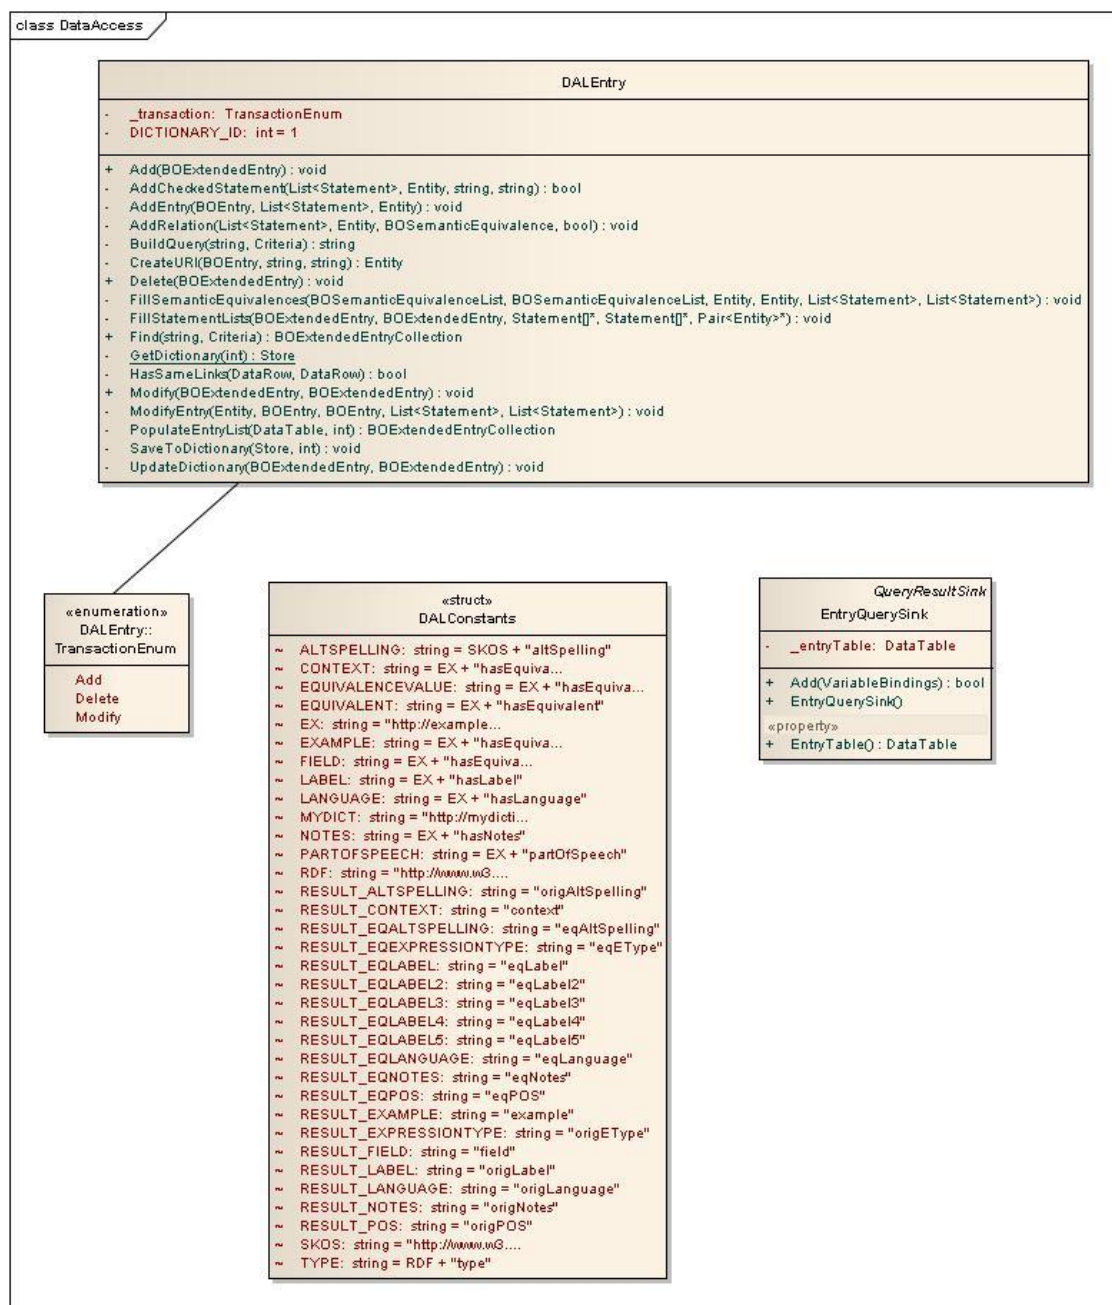 class DataAccess
DALEntry
- _transaction: TransactionEnum
- DICTIONARY_ID: int = 1
+ Add(BOExtendedEntry) : void
- AddCheckedStatement(List<Statement>, Entity, string, string) : bool
- AddEntry(BOEntry, List<Statement>, Entity) : void
- AddRelation(List<Statement>, Entity, BOSemanticEquivalence, bool) : void
- BuildQuery(string, Criteria) : string
- CreateURI(BOEntry, string, string) : Entity
+ Delete(BOExtendedEntry) : void
- FillSemanticEquivalences(BOSemanticEquivalenceList, BOSemanticEquivalenceList, Entity, Entity, List<Statement>, List<Statement>) : void
- FillStatementLists(BOExtendedEntry, BOExtendedEntry, Statement[]*, Statement[]*, Pair<Entity>*) : void
+ Find(string, Criteria) : BOExtendedEntryCollection
- GetDictionary(int) : Store
- HasSameLinks(DataRow, DataRow) : bool
+ Modify(BOExtendedEntry, BOExtendedEntry) : void
- ModifyEntry(Entity, BOEntry, BOEntry, List<Statement>, List<Statement>) : void
- PopulateEntryList(DataTable, int) : BOExtendedEntryCollection
- SaveToDictionary(Store, int) : void
- UpdateDictionary(BOExtendedEntry, BOExtendedEntry) : void
«enumeration»
DALEntry::
TransactionEnum
Add
Delete
Modify
«struct»
DALConstants
~ ALTSPELLING: string = SKOS + "altSpelling"
~ CONTEXT: string = EX + "hasEquiva...
~ EQUIVALENCEVALUE: string = EX + "hasEquiva...
~ EQUIVALENT: string = EX + "hasEquivalent"
~ EX: string = "http://example...
~ EXAMPLE: string = EX + "hasEquiva...
~ FIELD: string = EX + "hasEquiva...
~ LABEL: string = EX + "hasLabel"
~ LANGUAGE: string = EX + "hasLanguage"
~ MYDICT: string = "http://mydicti...
~ NOTES: string = EX + "hasNotes"
~ PARTOFSPEECH: string = EX + "partOfSpeech"
~ RDF: string = "http://www.w3....
~ RESULT_ALTSPELLING: string = "origAltSpelling"
~ RESULT_CONTEXT: string = "context"
~ RESULT_EQALTSPELLING: string = "eqAltSpelling"
~ RESULT_EQEXPRESSIONTYPE: string = "eqEType"
~ RESULT_EQLABEL: string = "eqLabel"
~ RESULT_EQLABEL2: string = "eqLabel2"
~ RESULT_EQLABEL3: string = "eqLabel3"
~ RESULT_EQLABEL4: string = "eqLabel4"
~ RESULT_EQLABEL5: string = "eqLabel5"
~ RESULT_EQLANGUAGE: string = "eqLanguage"
~ RESULT_EQNOTES: string = "eqNotes"
~ RESULT_EQPOS: string = "eqPOS"
~ RESULT_EXAMPLE: string = "example"
~ RESULT_EXPRESSIONTYPE: string = "origEType"
~ RESULT_FIELD: string = "field"
~ RESULT_LABEL: string = "origLabel"
~ RESULT_LANGUAGE: string = "origLanguage"
~ RESULT_NOTES: string = "origNotes"
~ RESULT_POS: string = "origPOS"
~ SKOS: string = "http://www.w3....
~ TYPE: string = RDF + "type"
QueryResultSink
EntryQuerySink
- _entryTable: DataTable
+ Add(VariableBindings) : bool
+ EntryQuerySink()
«property»
+ EntryTable() : DataTable